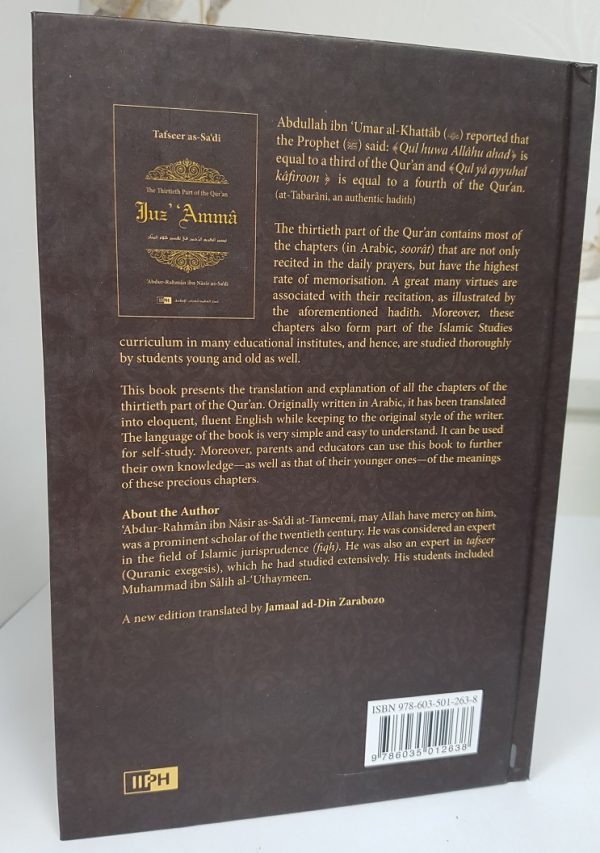 Tafseer as-Sa'di
The Thirtieth Part of the Qur'an
Juz' 'Ammâ
'Abdur-Rahmân ibn Nâsir as-Sa'di
Abdullah ibn 'Umar al-Khattâb (ﷺ) reported that
the Prophet (ﷺ) said: ﴾Qul huwa Allâhu ahad﴿ is
equal to a third of the Qur'an and ﴾Qul yâ ayyuhal
kâfiroon﴿ is equal to a fourth of the Qur'an.
(at-Tabarâni, an authentic hadith)
The thirtieth part of the Qur'an contains most of
the chapters (in Arabic, soorât) that are not only
recited in the daily prayers, but have the highest
rate of memorisation. A great many virtues are
associated with their recitation, as illustrated by
the aforementioned hadith. Moreover, these
chapters also form part of the Islamic Studies
curriculum in many educational institutes, and hence, are studied thoroughly
by students young and old as well.
This book presents the translation and explanation of all the chapters of the
thirtieth part of the Qur'an. Originally written in Arabic, it has been translated
into eloquent, fluent English while keeping to the original style of the writer.
The language of the book is very simple and easy to understand. It can be used
for self-study. Moreover, parents and educators can use this book to further
their own knowledge—as well as that of their younger ones—of the meanings
of these precious chapters.
About the Author
'Abdur-Rahmân ibn Nâsir as-Sa'di at-Tameemi, may Allah have mercy on him,
was a prominent scholar of the twentieth century. He was considered an expert
in the field of Islamic jurisprudence (fiqh). He was also an expert in tafseer
(Quranic exegesis), which he had studied extensively. His students included
Muhammad ibn Sâlih al-'Uthaymeen.
A new edition translated by Jamaal ad-Din Zarabozo
ISBN 978-603-501-263-8
9 786035 012638
IIPH